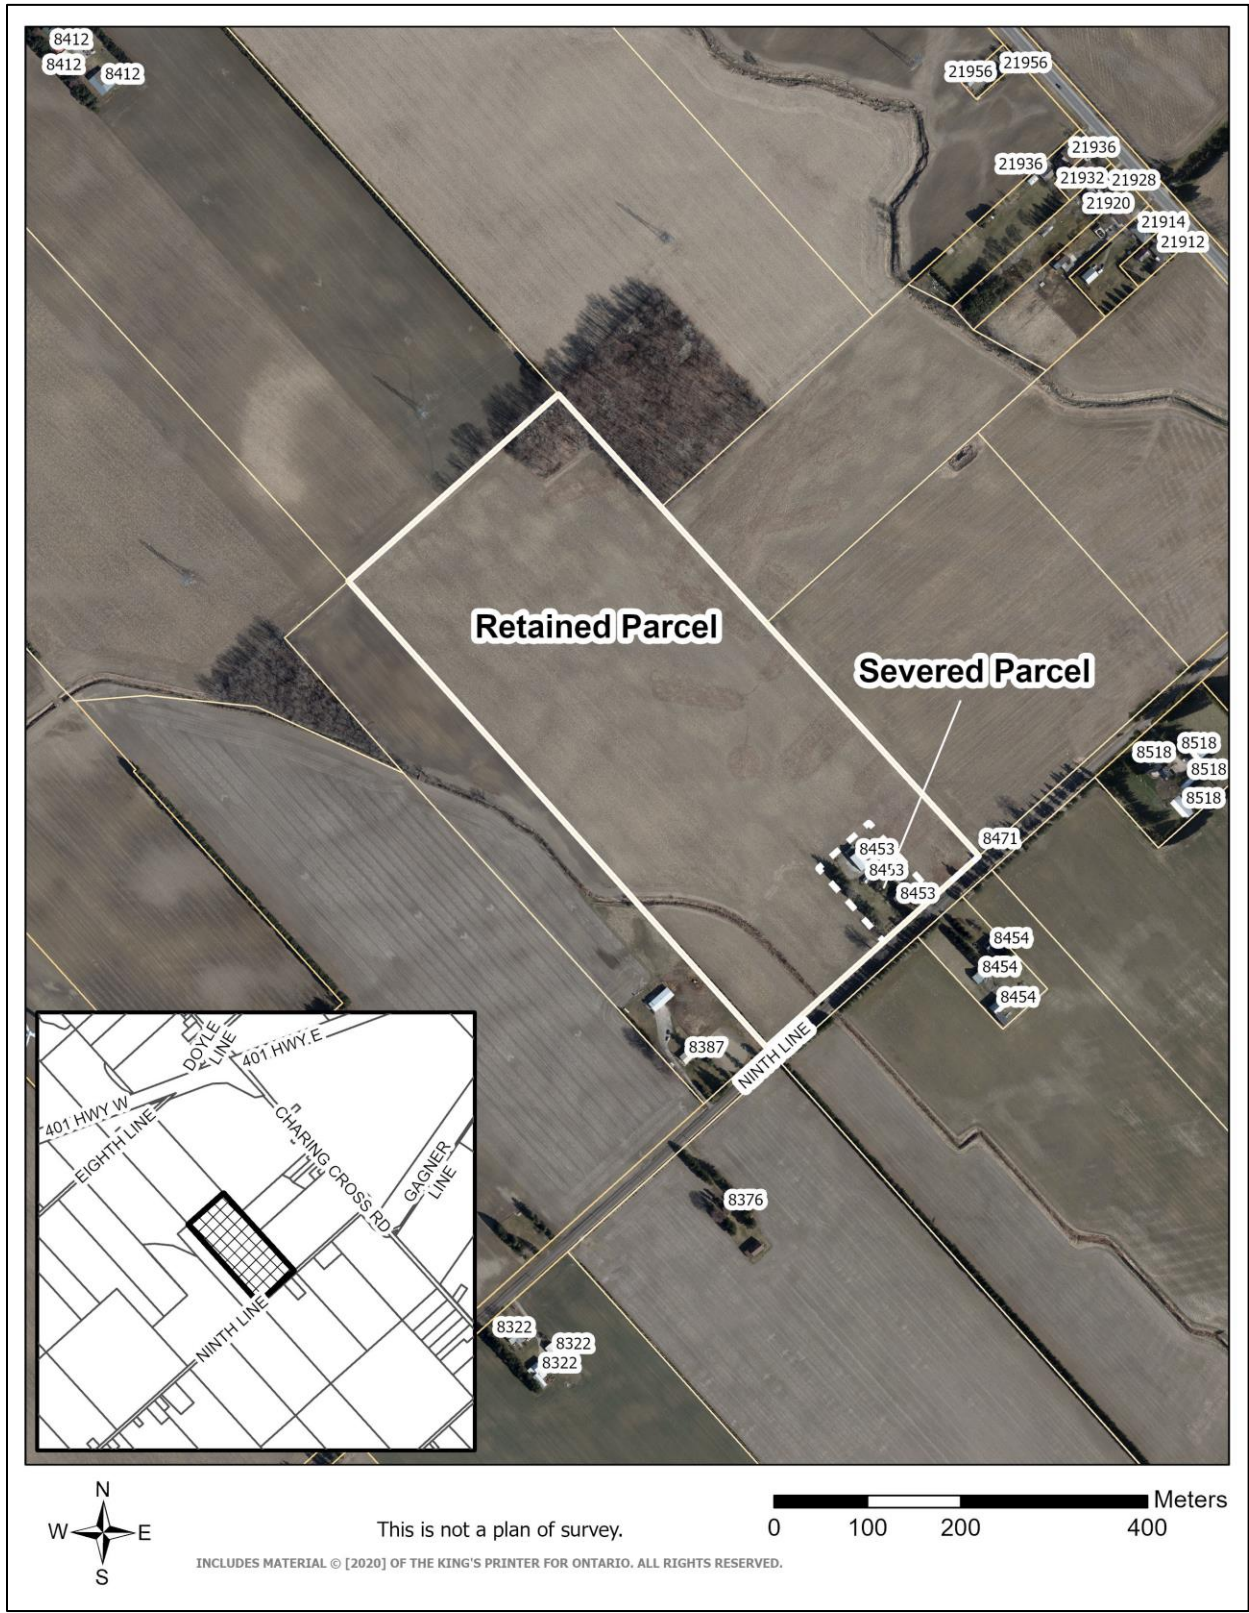 8412
8412
8412
21956
21956
21936
21936
21932
21928
21920
21914
21912
Retained Parcel
Severed Parcel
8518
8518
8518
8518
8471
8453
8453
8453
8454
8454
8454
8387
NINTH LINE
8376
8322
8322
8322
DOYLE
LINE
401 HWY E
401 HWY W
EIGHTH LINE
CHARING CROSS RD
GAGNER
LINE
NINTH LINE
N
W
E
S
This is not a plan of survey.
Meters
0
100
200
400
INCLUDES MATERIAL © [2020] OF THE KING'S PRINTER FOR ONTARIO. ALL RIGHTS RESERVED.